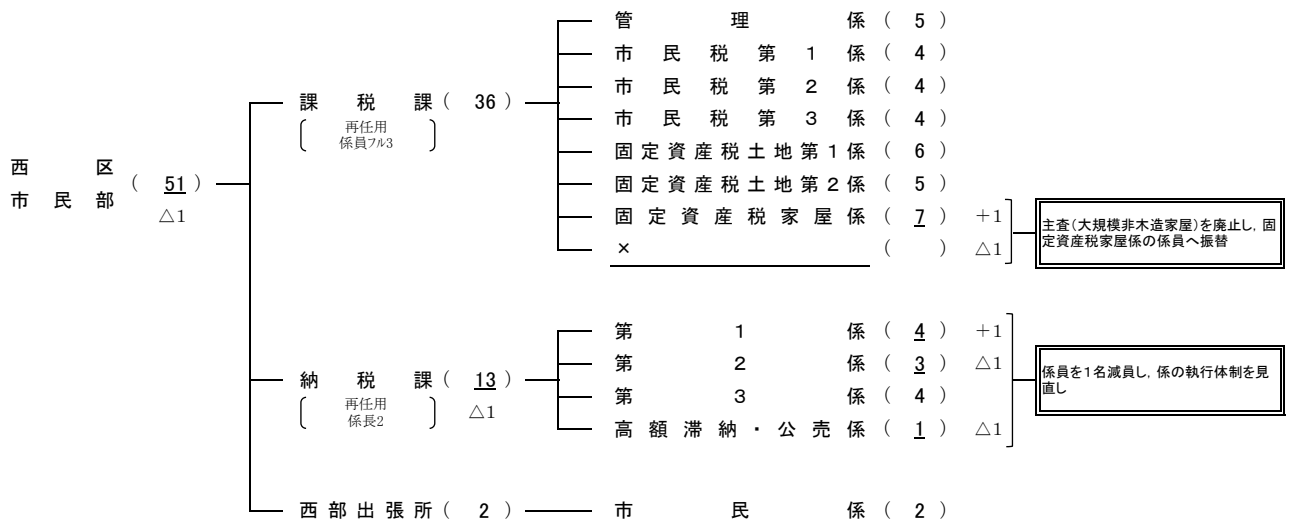 管理係（5）
市民税第1係（4）
市民税第2係（4）
課税課（36）
市民税第3係（4）
再任用
係員フル3
固定資産税土地第1係（6）
西区
市民部（51）
△1
固定資産税土地第2係（5）
固定資産税家屋係（7）+1
×（ ）△1
主査（大規模非木造家屋）を廃止し，固
定資産税家屋係の係員へ振替
第1係（4）+1
第2係（3）△1
納税課（13）
△1
再任用
係長2
第3係（4）
高額滞納・公売係（1）△1
係員を1名減員し，係の執行体制を見
直し
西部出張所（2）
市民係（2）